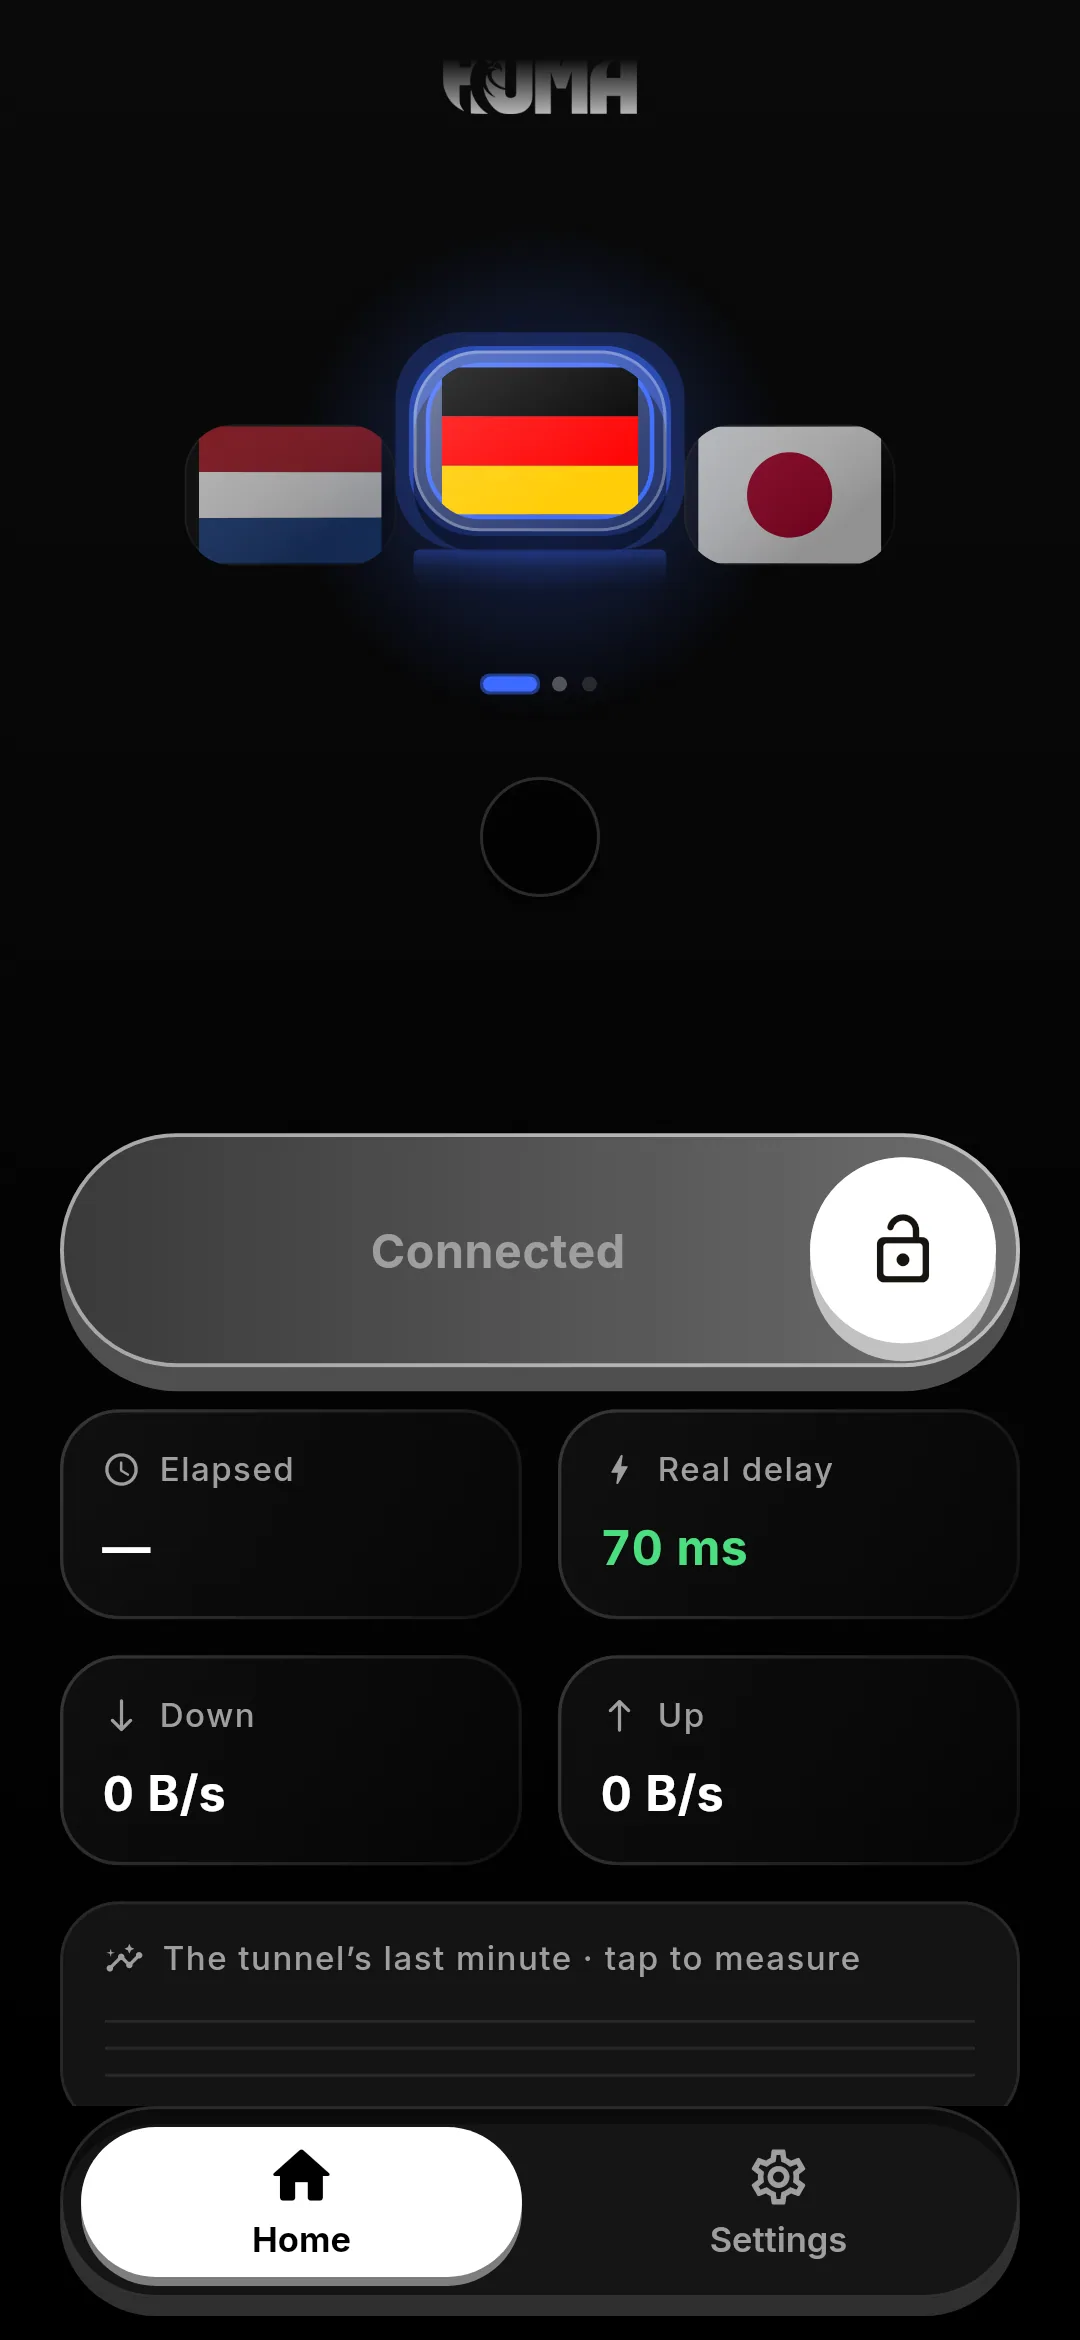 Connected
Elapsed
—
Real delay
70 ms
Down
0 B/s
Up
0 B/s
The tunnel’s last minute · tap to measure
Home
Settings